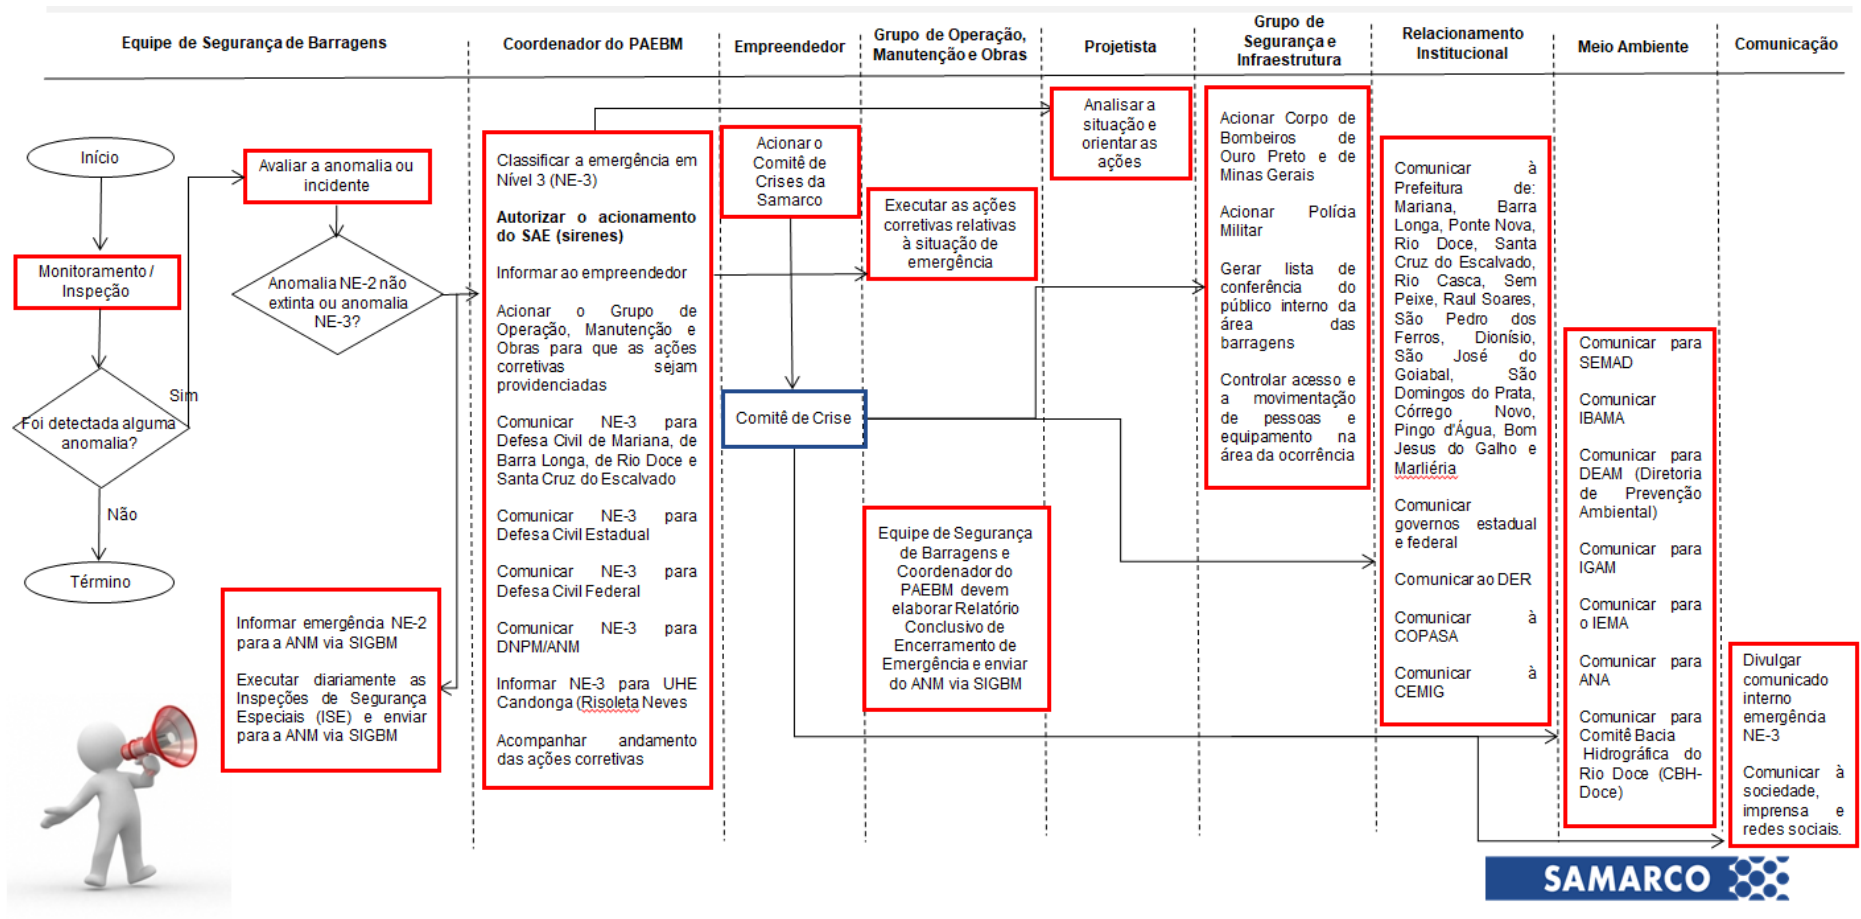 Equipe de Segurança de Barragens
Coordenador do PAEBM
Empreendedor
Grupo de Operação,
Manutenção e Obras
Projetista
Grupo de
Segurança e
Infraestrutura
Relacionamento
Institucional
Meio Ambiente
Comunicação
Início
Monitoramento /
Inspeção
Foi detectada alguma
anomalia?
Sim
Não
Término
Avaliar a anomalia ou
incidente
Anomalia NE-2 não
extinta ou anomalia
NE-3?
Informar emergência NE-2
para a ANM via SIGBM
Executar diariamente as
Inspeções de Segurança
Especiais (ISE) e enviar
para a ANM via SIGBM
Classificar a emergência em
Nível 3 (NE-3)
Autorizar o acionamento
do SAE (sirenes)
Informar ao empreendedor
Acionar o Grupo de
Operação, Manutenção e
Obras para que as ações
corretivas sejam
providenciadas
Comunicar NE-3 para
Defesa Civil de Mariana, de
Barra Longa, de Rio Doce e
Santa Cruz do Escalvado
Comunicar NE-3 para
Defesa Civil Estadual
Comunicar NE-3 para
Defesa Civil Federal
Comunicar NE-3 para
DNPM/ANM
Informar NE-3 para UHE
Candonga (Risoleta Neves
Acompanhar andamento
das ações corretivas
Acionar o
Comitê de
Crises da
Samarco
Comitê de Crise
Executar as ações
corretivas relativas
à situação de
emergência
Equipe de Segurança
de Barragens e
Coordenador do
PAEBM devem
elaborar Relatório
Conclusivo de
Encerramento de
Emergência e enviar
do ANM via SIGBM
Analisar a
situação e
orientar as
ações
Acionar Corpo de
Bombeiros de
Ouro Preto e de
Minas Gerais
Acionar Polícia
Militar
Gerar lista de
conferência do
público interno da
área das
barragens
Controlar acesso e
a movimentação
de pessoas e
equipamento na
área da ocorrência
Comunicar à
Prefeitura de:
Mariana, Barra
Longa, Ponte Nova,
Rio Doce, Santa
Cruz do Escalvado,
Rio Casca, Sem
Peixe, Raul Soares,
São Pedro dos
Ferros, Dionísio,
São José do
Goiabal, São
Domingos do Prata,
Córrego Novo,
Pingo d'Água, Bom
Jesus do Galho e
Marliéria
Comunicar
governos estadual
e federal
Comunicar ao DER
Comunicar à
COPASA
Comunicar à
CEMIG
Comunicar para
SEMAD
Comunicar
IBAMA
Comunicar para
DEAM (Diretoria
de Prevenção
Ambiental)
Comunicar para
IGAM
Comunicar para
o IEMA
Comunicar para
ANA
Comunicar para
Comitê Bacia
Hidrográfica do
Rio Doce (CBH-
Doce)
Divulgar
comunicado
interno
emergência
NE-3
Comunicar à
sociedade,
imprensa e
redes sociais.
SAMARCO